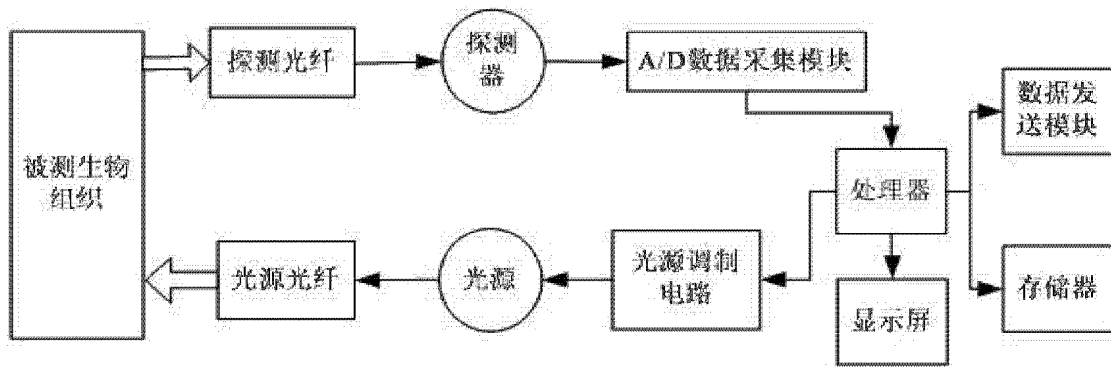 探测光纤
探测
器
A/D数据采集模块
数据发
送模块
被测生物
组织
处理器
光源光纤
光源
光源调制
电路
显示屏
存储器